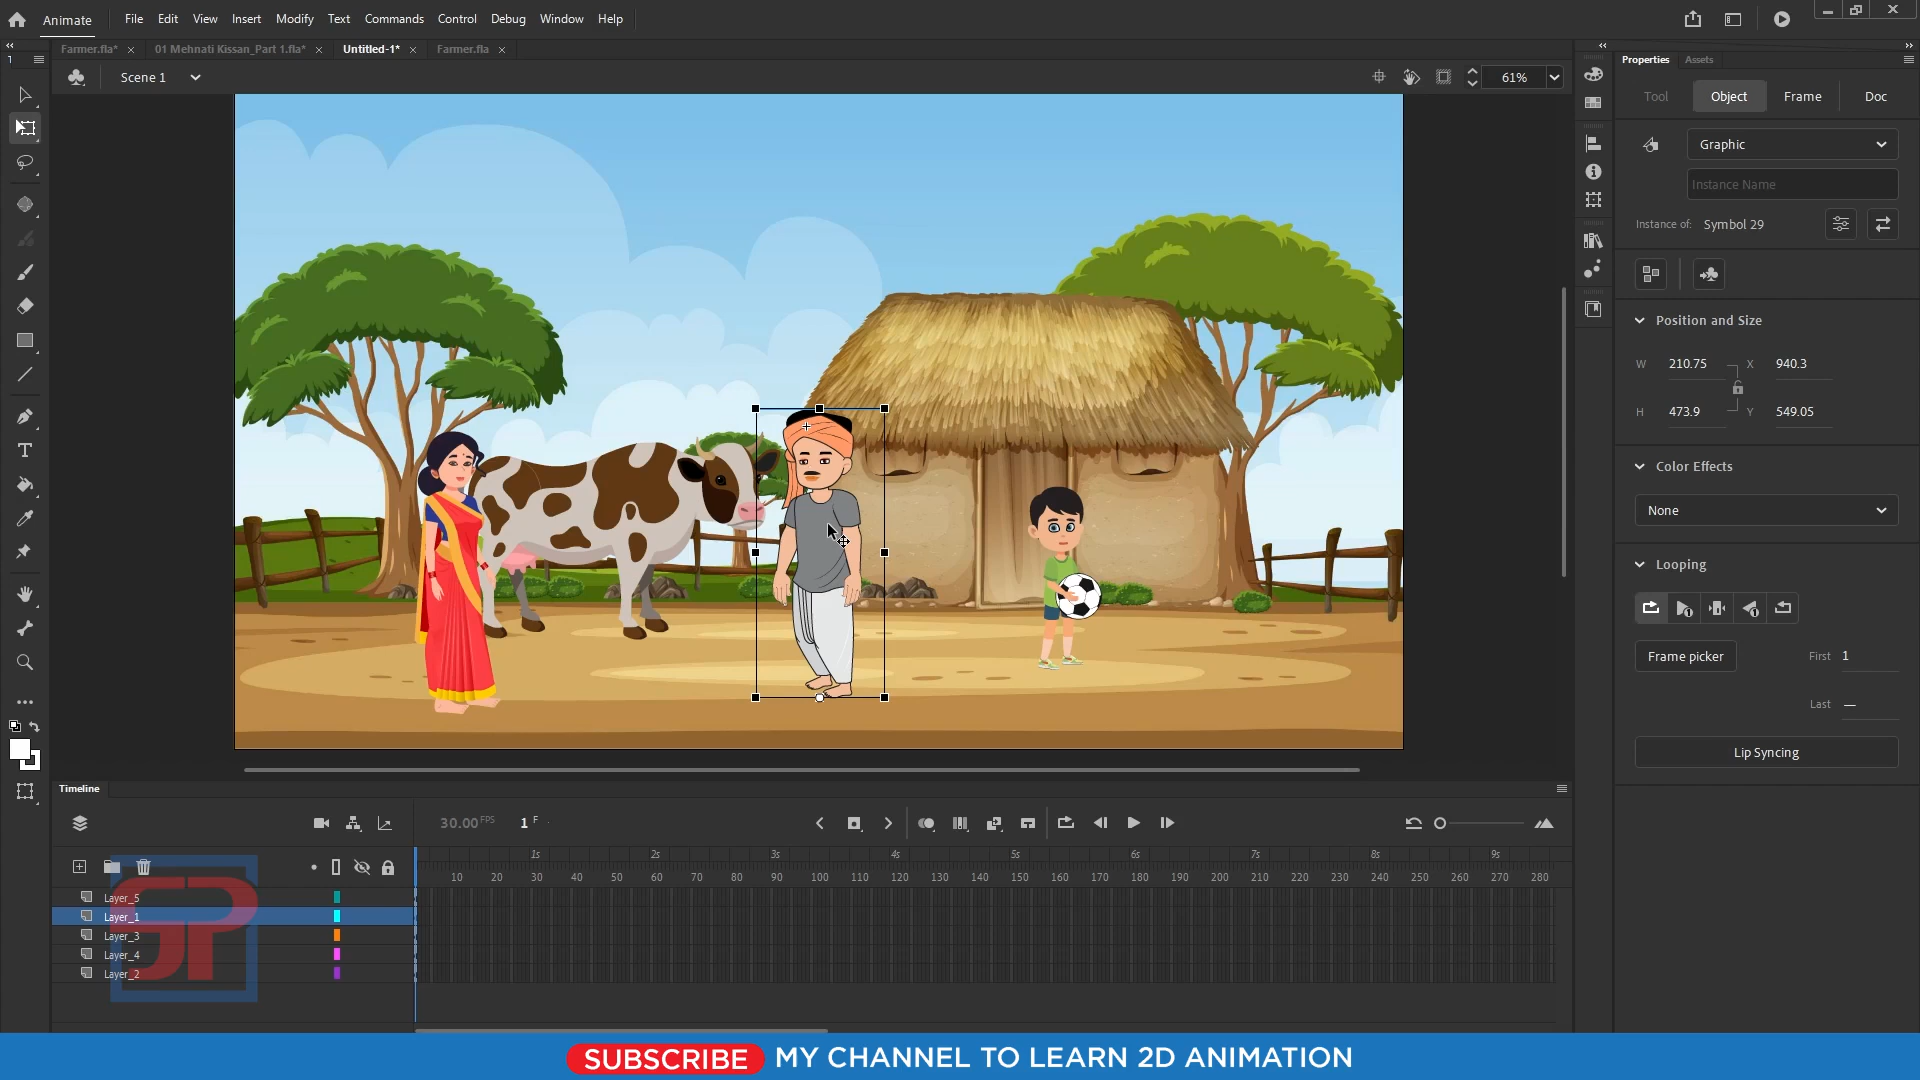 Animate File Edit View Insert Modify Text Commands Control Debug Window Help
Farmer.fla* 01 Mehnati Kissan_Part 1.fla* Untitled-1* Farmer.fla
Scene 1 61%
Properties Assets
Tool Object Frame Doc
Graphic
Instance Name
Instance of: Symbol 29
Position and Size
W 210.75 X 940.3
H 473.9 Y 549.05
Color Effects
None
Looping
Frame picker First 1
Last —
Lip Syncing
Timeline
30.00 FPS 1 F
1s 2s 3s 4s 5s 6s 7s 8s 9s
10 20 30 40 50 60 70 80 90 100 110 120 130 140 150 160 170 180 190 200 210 220 230 240 250 260 270 280
Layer_5
Layer_1
Layer_3
Layer_4
Layer_2
SUBSCRIBE MY CHANNEL TO LEARN 2D ANIMATION